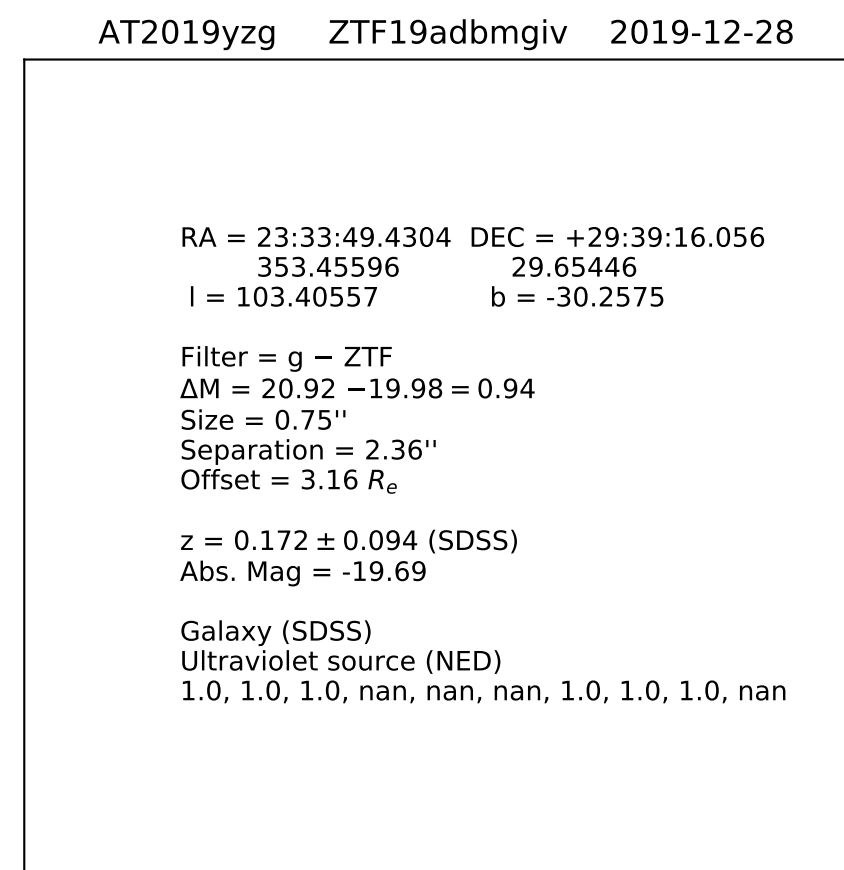 AT2019yzg ZTF19adbmgiv 2019-12-28
RA = 23:33:49.4304 DEC = +29:39:16.056
353.45596 29.65446
l = 103.40557 b = -30.2575
Filter = g − ZTF
ΔM = 20.92 −19.98 = 0.94
Size = 0.75''
Separation = 2.36''
Offset = 3.16 Re
z = 0.172 ± 0.094 (SDSS)
Abs. Mag = -19.69
Galaxy (SDSS)
Ultraviolet source (NED)
1.0, 1.0, 1.0, nan, nan, nan, 1.0, 1.0, 1.0, nan